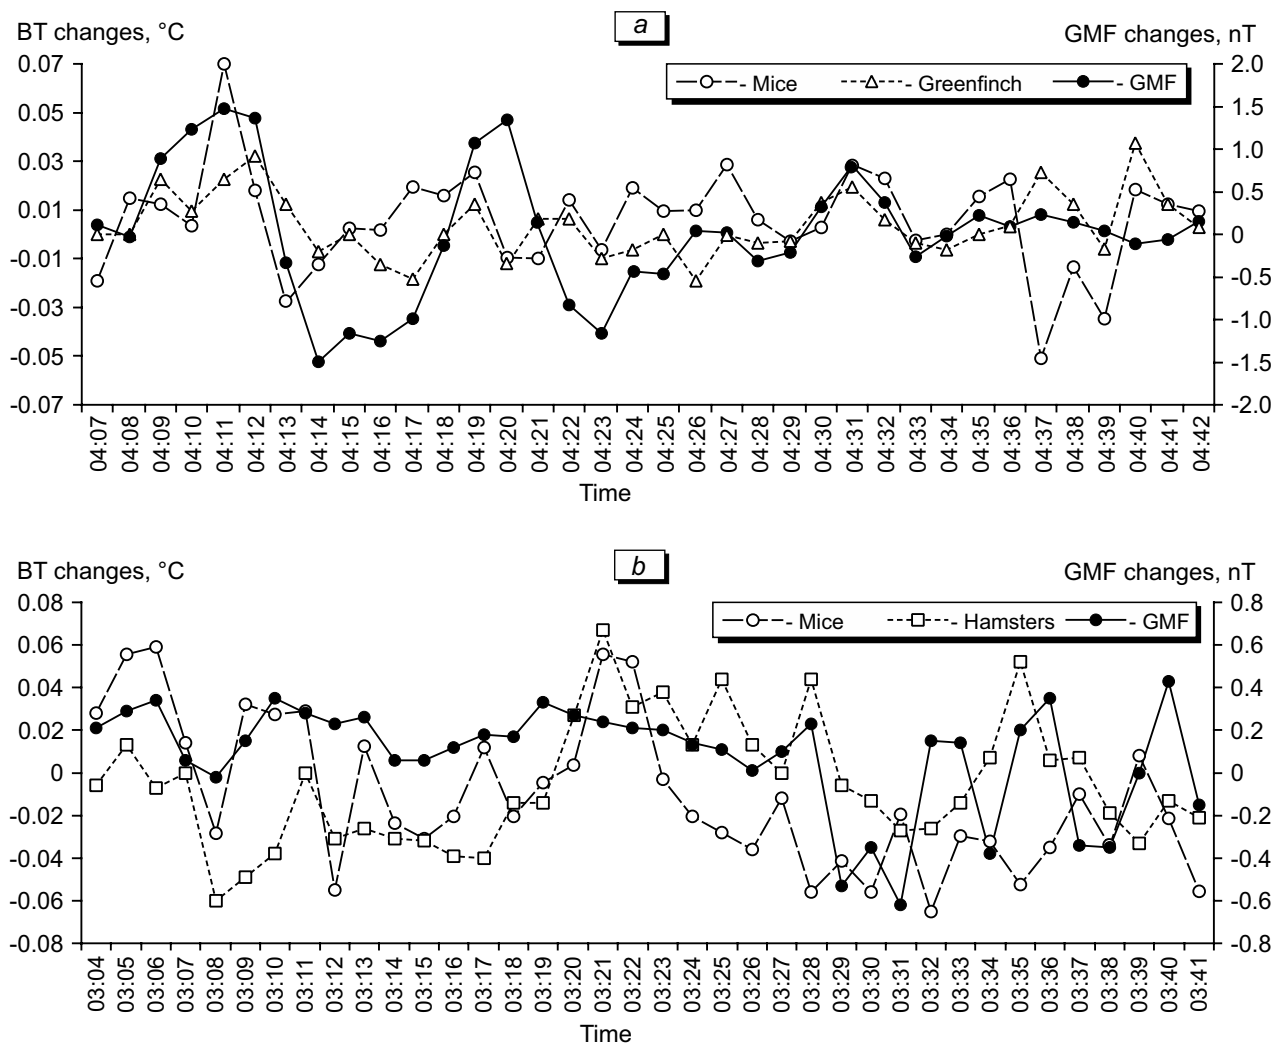 a
BT changes, °C
GMF changes, nT
- Mice - Greenfinch - GMF
0.07
0.05
0.03
0.01
-0.01
-0.03
-0.05
-0.07
2.0
1.5
1.0
0.5
0
-0.5
-1.0
-1.5
-2.0
04:07 04:08 04:09 04:10 04:11 04:12 04:13 04:14 04:15 04:16 04:17 04:18 04:19 04:20 04:21 04:22 04:23 04:24 04:25 04:26 04:27 04:28 04:29 04:30 04:31 04:32 04:33 04:34 04:35 04:36 04:37 04:38 04:39 04:40 04:41 04:42
Time
b
BT changes, °C
GMF changes, nT
- Mice - Hamsters - GMF
0.08
0.06
0.04
0.02
0
-0.02
-0.04
-0.06
-0.08
0.8
0.6
0.4
0.2
0
-0.2
-0.4
-0.6
-0.8
03:04 03:05 03:06 03:07 03:08 03:09 03:10 03:11 03:12 03:13 03:14 03:15 03:16 03:17 03:18 03:19 03:20 03:21 03:22 03:23 03:24 03:25 03:26 03:27 03:28 03:29 03:30 03:31 03:32 03:33 03:34 03:35 03:36 03:37 03:38 03:39 03:40 03:41
Time